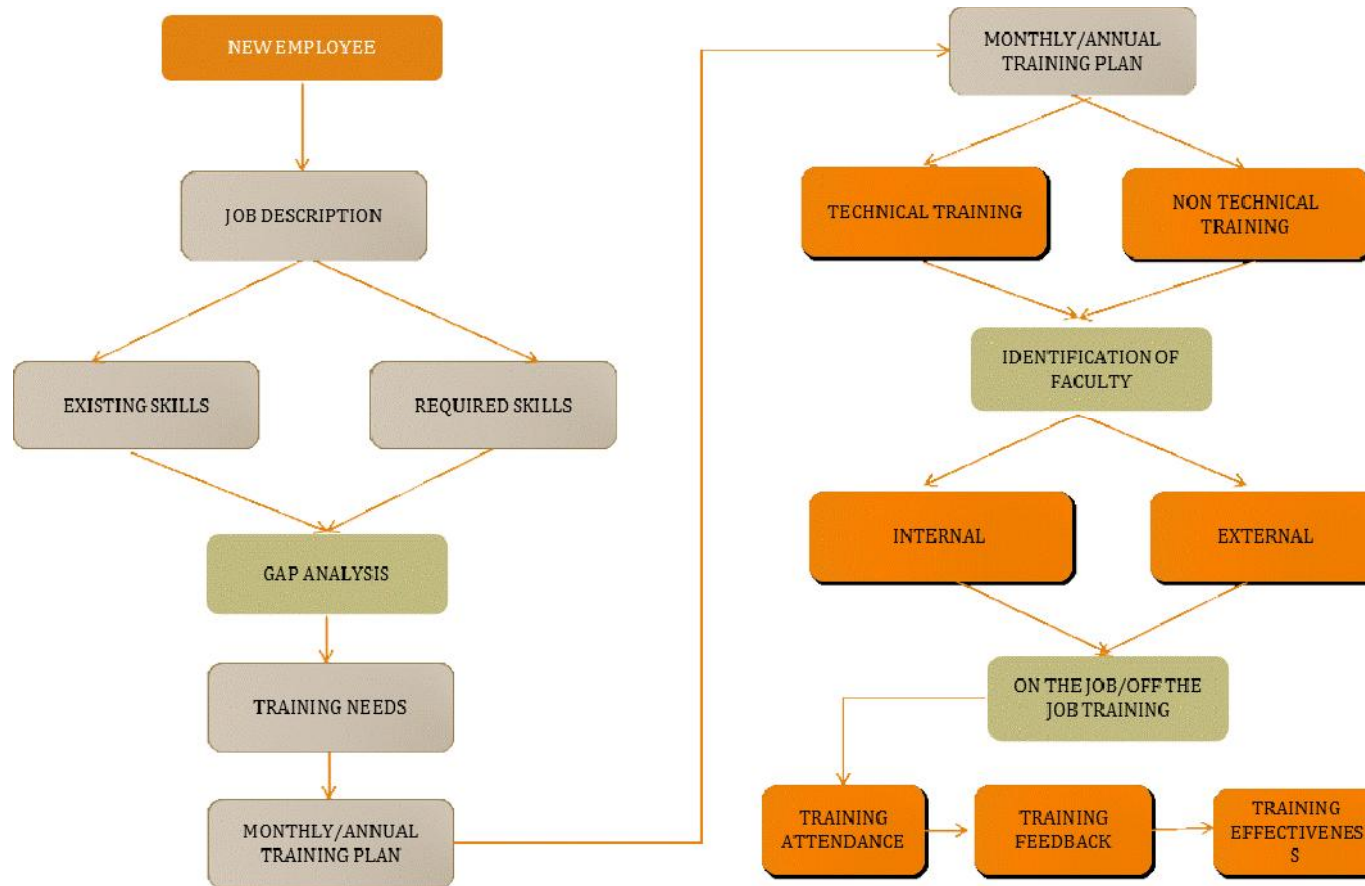 NEW EMPLOYEE
JOB DESCRIPTION
EXISTING SKILLS
REQUIRED SKILLS
GAP ANALYSIS
TRAINING NEEDS
MONTHLY/ANNUAL
TRAINING PLAN
MONTHLY/ANNUAL
TRAINING PLAN
TECHNICAL TRAINING
NON TECHNICAL
TRAINING
IDENTIFICATION OF
FACULTY
INTERNAL
EXTERNAL
ON THE JOB/OFF THE
JOB TRAINING
TRAINING
ATTENDANCE
TRAINING
FEEDBACK
TRAINING
EFFECTIVENES
S